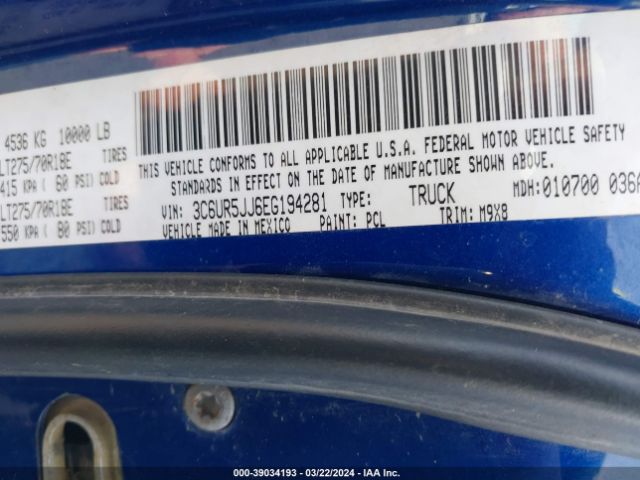 4536 KG 10000 LB
LT275/70R18E TIRES
415 KPA ( 60 PSI) COLD
LT275/70R18E TIRES
550 KPA ( 80 PSI) COLD
THIS VEHICLE CONFORMS TO ALL APPLICABLE U.S.A. FEDERAL MOTOR VEHICLE SAFETY
STANDARDS IN EFFECT ON THE DATE OF MANUFACTURE SHOWN ABOVE.
VIN: 3C6UR5JJ6EG194281 TYPE: TRUCK MDH:010700 036
VEHICLE MADE IN MEXICO PAINT: PCL TRIM: M9X8
000-39034193 - 03/22/2024 - IAA Inc.